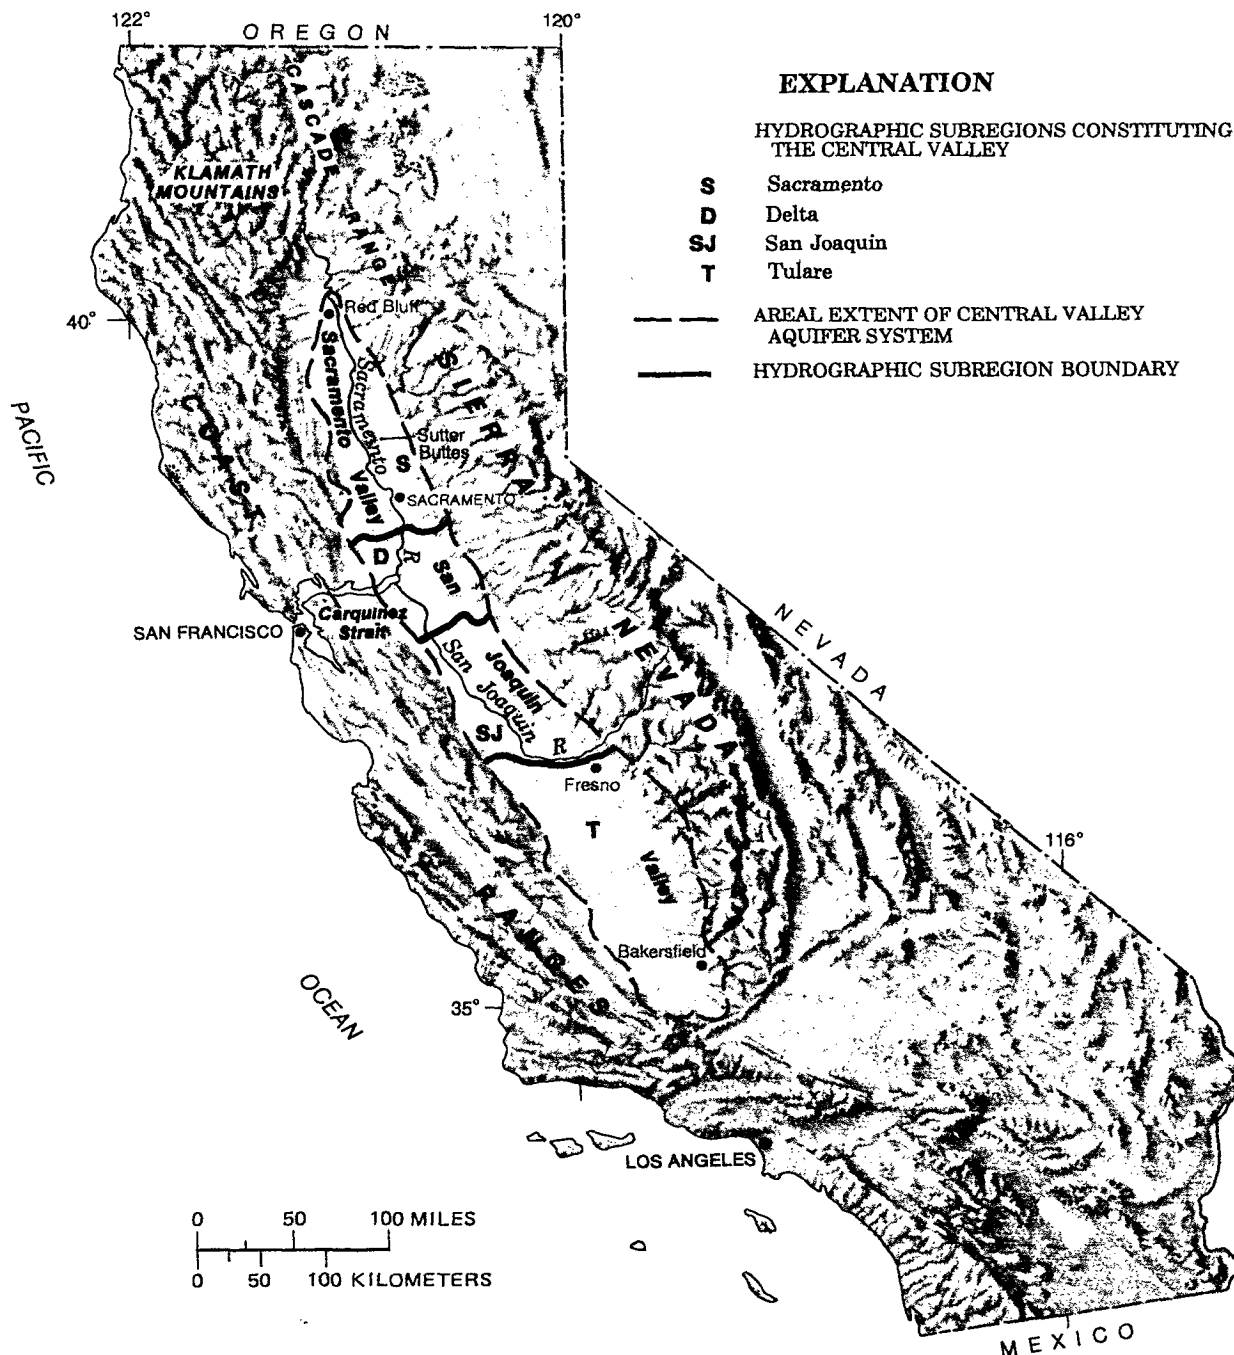 122°
120°
OREGON
EXPLANATION
HYDROGRAPHIC SUBREGIONS CONSTITUTING
THE CENTRAL VALLEY
S Sacramento
D Delta
SJ San Joaquin
T Tulare
AREAL EXTENT OF CENTRAL VALLEY
AQUIFER SYSTEM
HYDROGRAPHIC SUBREGION BOUNDARY
CASCADE
RANGE
KLAMATH
MOUNTAINS
40°
Red Bluff
Sacramento
Valley
Sacramento
R
Sutter
Buttes
S
SACRAMENTO
SIERRA
NEVADA
PACIFIC
OCEAN
COAST
RANGES
D
San
Joaquin
Valley
Carquinez
Strait
SAN FRANCISCO
San
Joaquin
R
SJ
NEVADA
Fresno
T
116°
Bakersfield
35°
LOS ANGELES
0 50 100 MILES
0 50 100 KILOMETERS
MEXICO